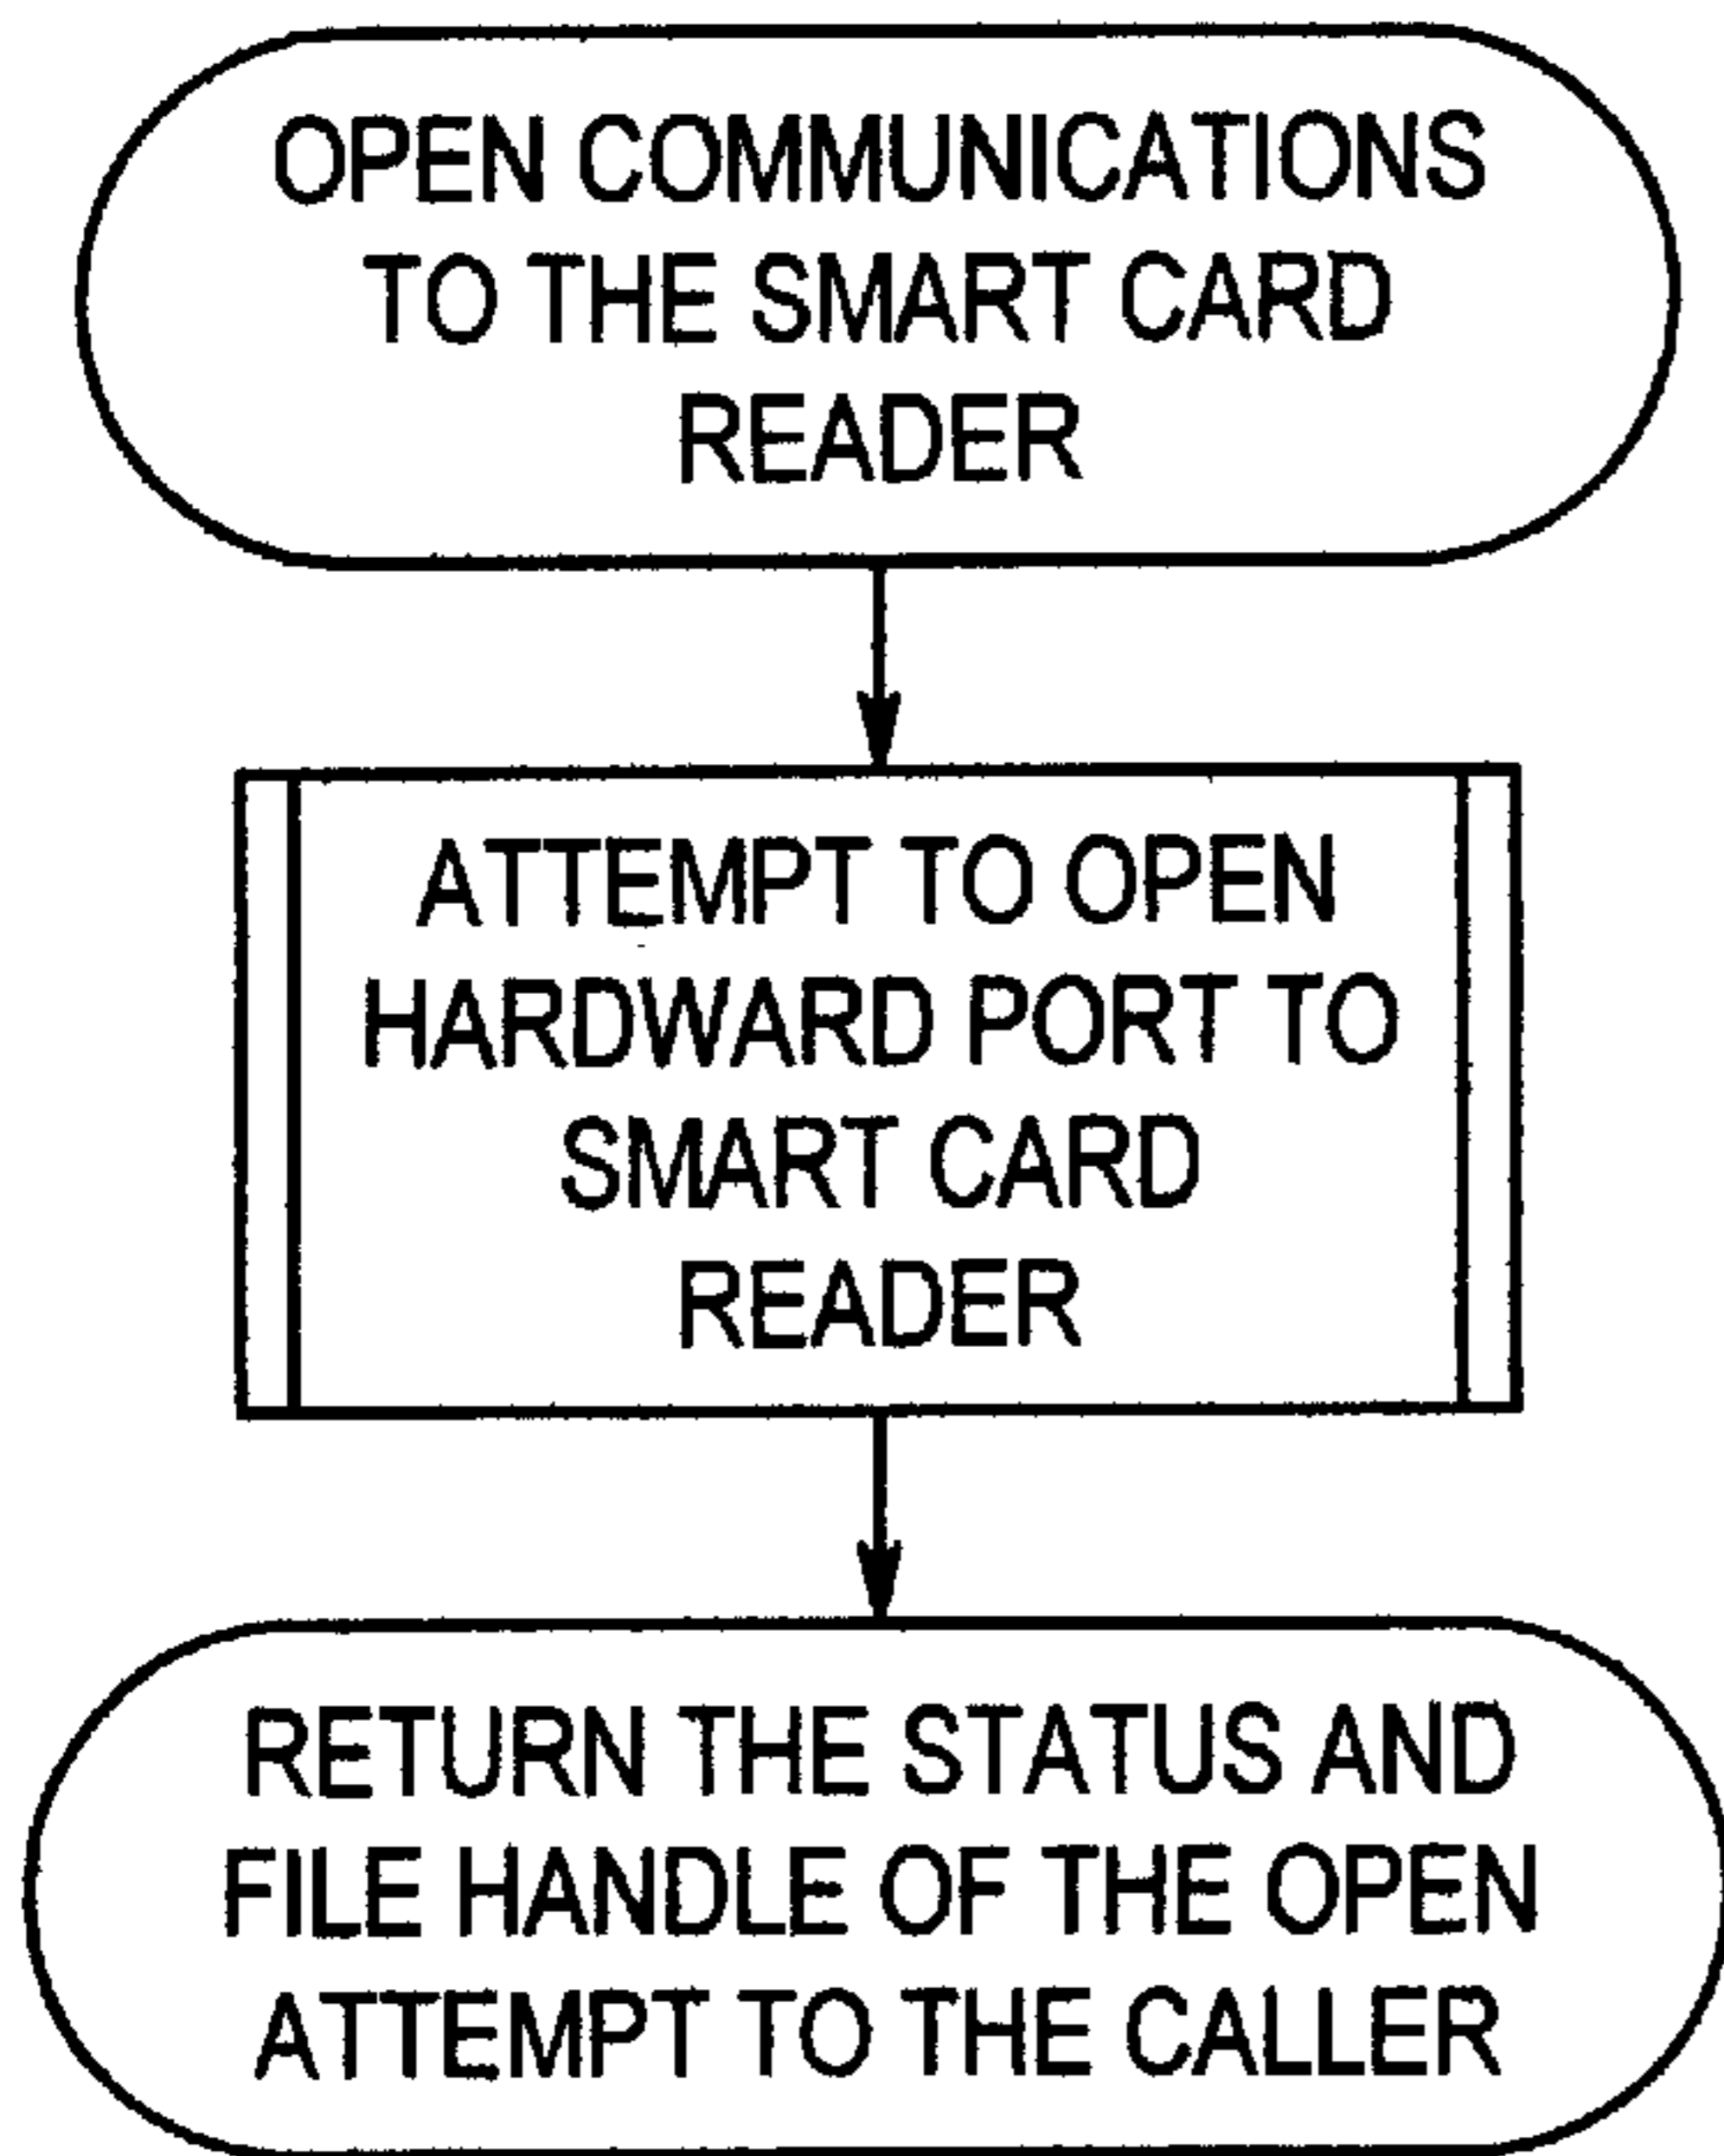 OPEN COMMUNICATIONS
TO THE SMART CARD
READER
ATTEMPT TO OPEN
HARDWARD PORT TO
SMART CARD
READER
RETURN THE STATUS AND
FILE HANDLE OF THE OPEN
ATTEMPT TO THE CALLER